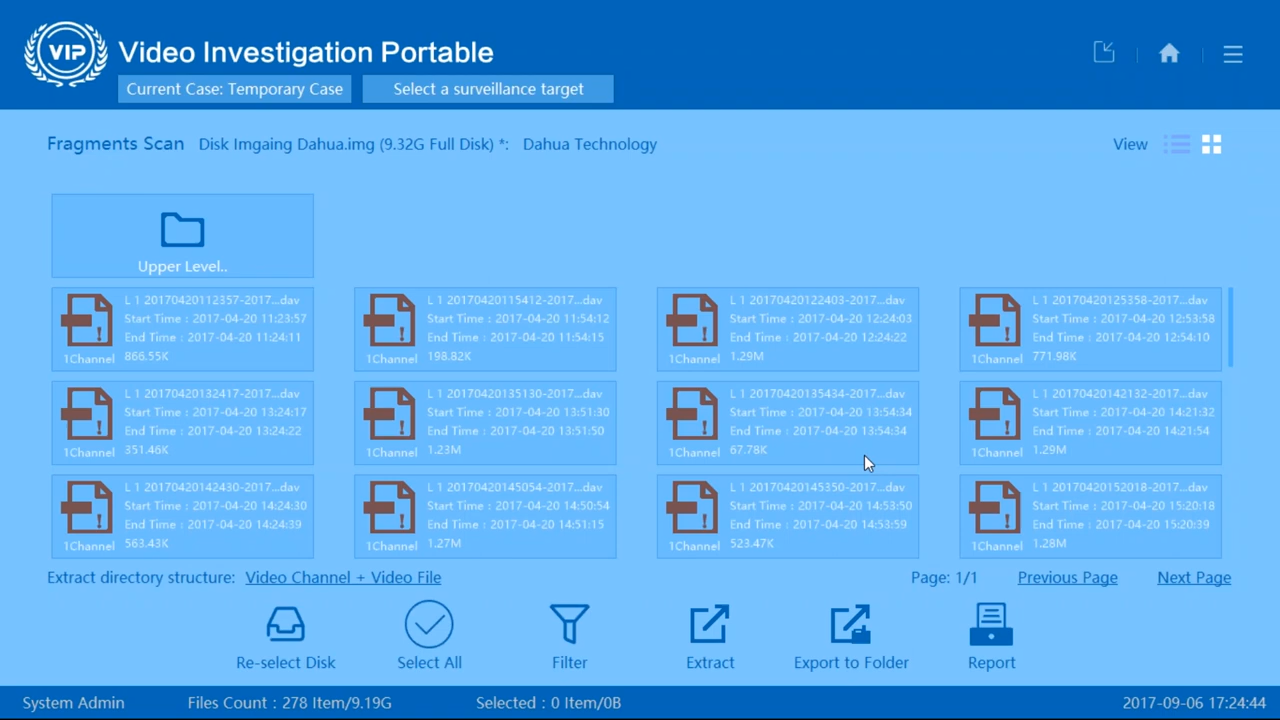 VIP Video Investigation Portable
Current Case: Temporary Case Select a surveillance target
Fragments Scan Disk Imgaing Dahua.img (9.32G Full Disk) *: Dahua Technology View
Upper Level..
L 1 20170420112357-2017...dav
Start Time : 2017-04-20 11:23:57
End Time : 2017-04-20 11:24:11
1Channel 866.55K
L 1 20170420115412-2017...dav
Start Time : 2017-04-20 11:54:12
End Time : 2017-04-20 11:54:15
1Channel 198.82K
L 1 20170420122403-2017...dav
Start Time : 2017-04-20 12:24:03
End Time : 2017-04-20 12:24:22
1Channel 1.29M
L 1 20170420125358-2017...dav
Start Time : 2017-04-20 12:53:58
End Time : 2017-04-20 12:54:10
1Channel 771.98K
L 1 20170420132417-2017...dav
Start Time : 2017-04-20 13:24:17
End Time : 2017-04-20 13:24:22
1Channel 351.46K
L 1 20170420135130-2017...dav
Start Time : 2017-04-20 13:51:30
End Time : 2017-04-20 13:51:50
1Channel 1.23M
L 1 20170420135434-2017...dav
Start Time : 2017-04-20 13:54:34
End Time : 2017-04-20 13:54:34
1Channel 67.78K
L 1 20170420142132-2017...dav
Start Time : 2017-04-20 14:21:32
End Time : 2017-04-20 14:21:54
1Channel 1.29M
L 1 20170420142430-2017...dav
Start Time : 2017-04-20 14:24:30
End Time : 2017-04-20 14:24:39
1Channel 563.43K
L 1 20170420145054-2017...dav
Start Time : 2017-04-20 14:50:54
End Time : 2017-04-20 14:51:15
1Channel 1.27M
L 1 20170420145350-2017...dav
Start Time : 2017-04-20 14:53:50
End Time : 2017-04-20 14:53:59
1Channel 523.47K
L 1 20170420152018-2017...dav
Start Time : 2017-04-20 15:20:18
End Time : 2017-04-20 15:20:39
1Channel 1.28M
Extract directory structure: Video Channel + Video File Page: 1/1 Previous Page Next Page
Re-select Disk Select All Filter Extract Export to Folder Report
System Admin Files Count : 278 Item/9.19G Selected : 0 Item/0B 2017-09-06 17:24:44